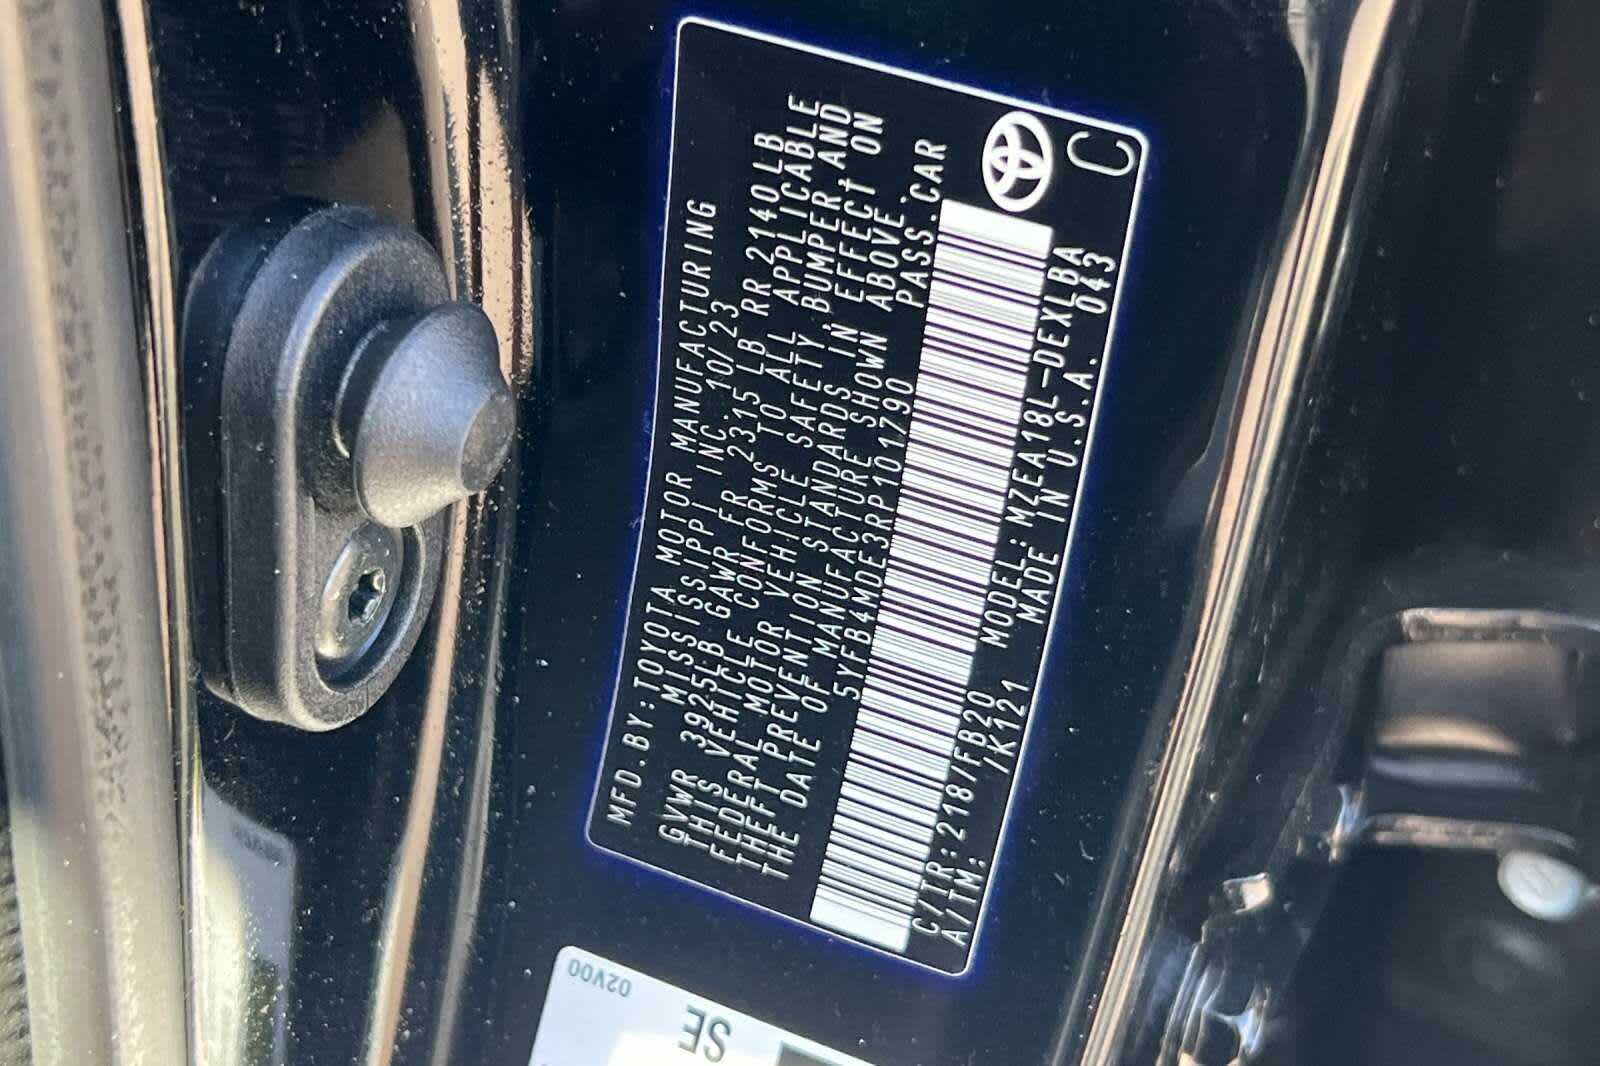 MFD.BY:TOYOTA MOTOR MANUFACTURING
MISSISSIPPI INC. 10/23
GVWR 3925LB GAWR FR 2315 LB RR 2140LB
THIS VEHICLE CONFORMS TO ALL APPLICABLE
FEDERAL MOTOR VEHICLE SAFETY, BUMPER, AND
THEFT PREVENTION STANDARDS IN EFFECT ON
THE DATE OF MANUFACTURE SHOWN ABOVE.
5YFB4MDE3RP101790 PASS.CAR
C/TR:218/FB20 MODEL:MZEA18L-DEXLBA
A/TM: /K121 MADE IN U.S.A. 043
C
02V00
SE